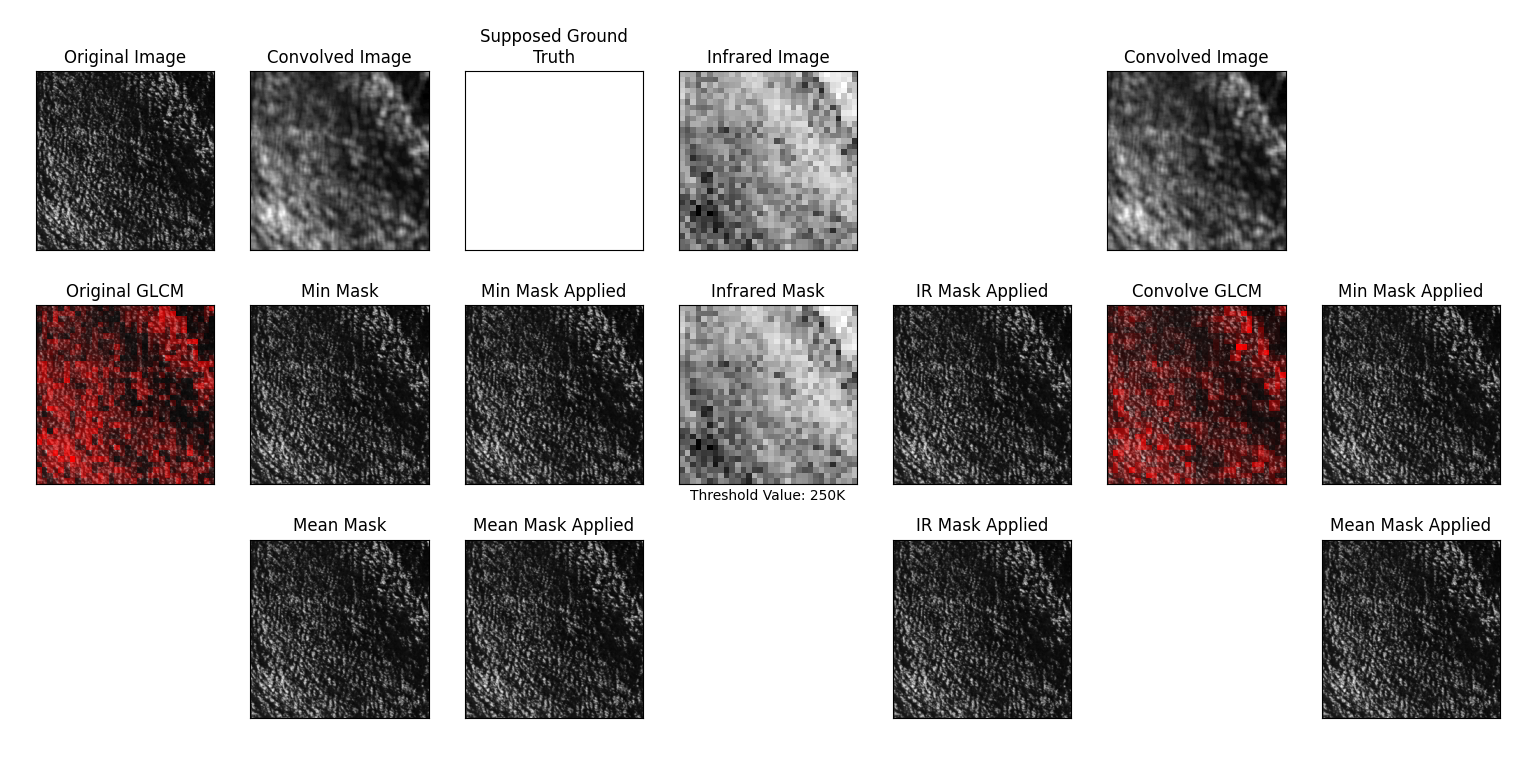 Original Image
Convolved Image
Supposed Ground
Truth
Infrared Image
Convolved Image
Original GLCM
Min Mask
Min Mask Applied
Infrared Mask
IR Mask Applied
Convolve GLCM
Min Mask Applied
Threshold Value: 250K
Mean Mask
Mean Mask Applied
IR Mask Applied
Mean Mask Applied